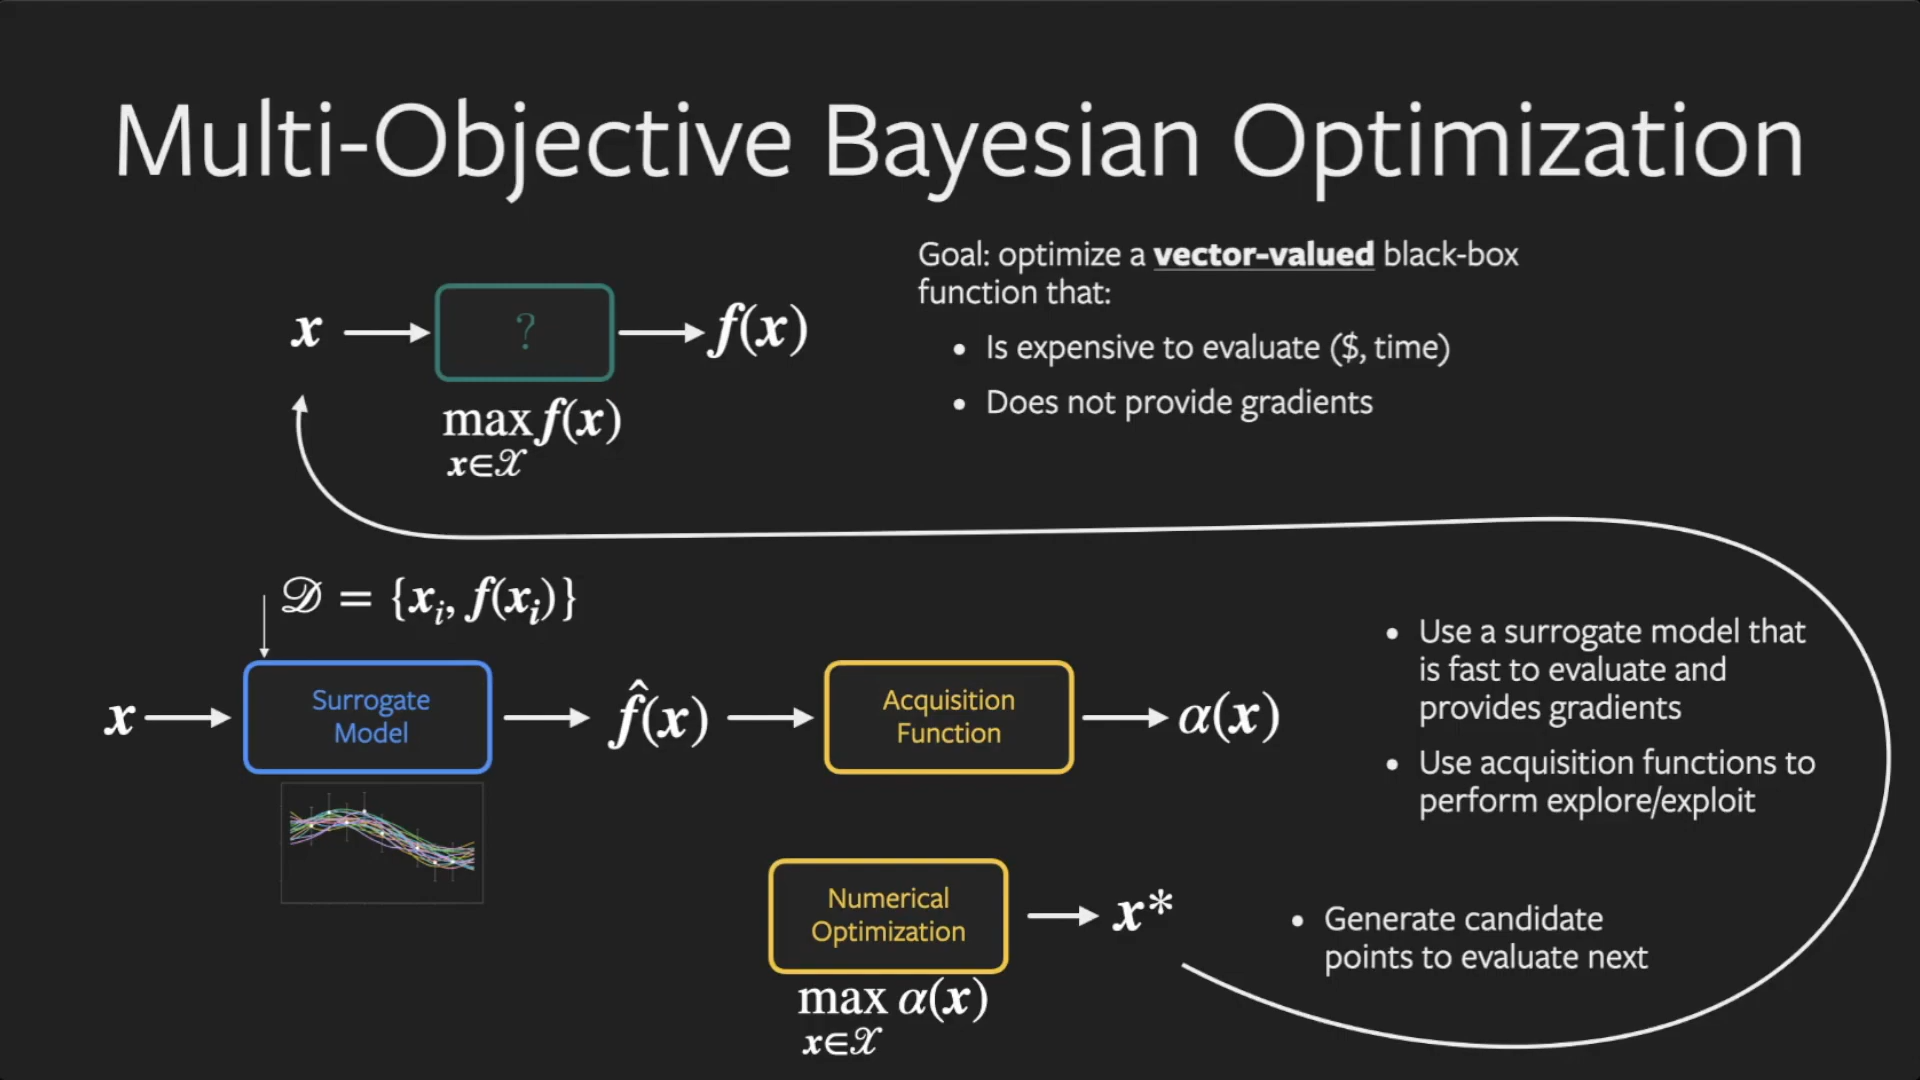 Multi-Objective Bayesian Optimization
Goal: optimize a vector-valued black-box
function that:
• Is expensive to evaluate ($, time)
• Does not provide gradients
x
?
f(x)
max f(x)
x∈𝒳
𝒟 = {xᵢ, f(xᵢ)}
x
Surrogate
Model
f̂(x)
Acquisition
Function
α(x)
• Use a surrogate model that
is fast to evaluate and
provides gradients
• Use acquisition functions to
perform explore/exploit
Numerical
Optimization
x*
max α(x)
x∈𝒳
• Generate candidate
points to evaluate next